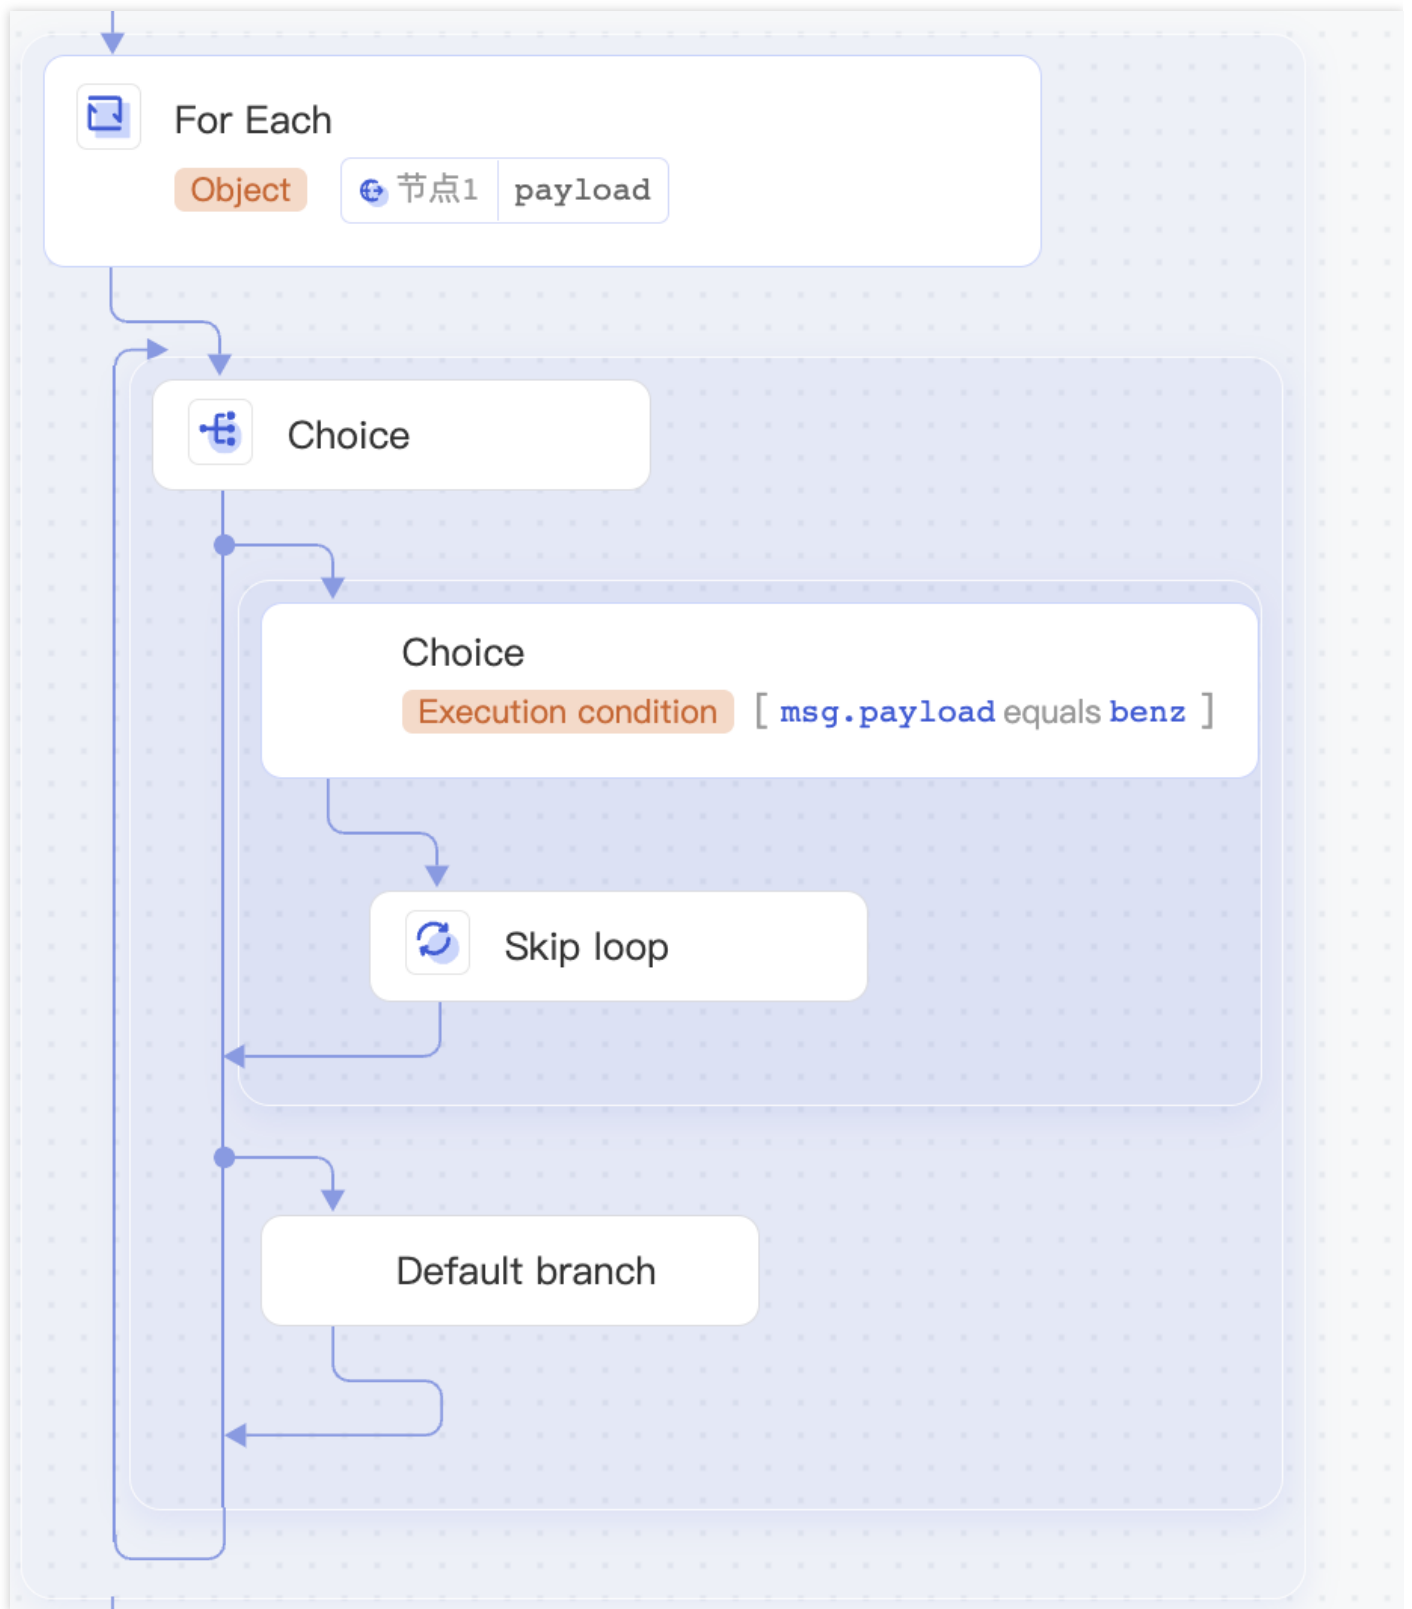 For Each
Object 节点1 payload
Choice
Choice
Execution condition [ msg.payload equals benz ]
Skip loop
Default branch